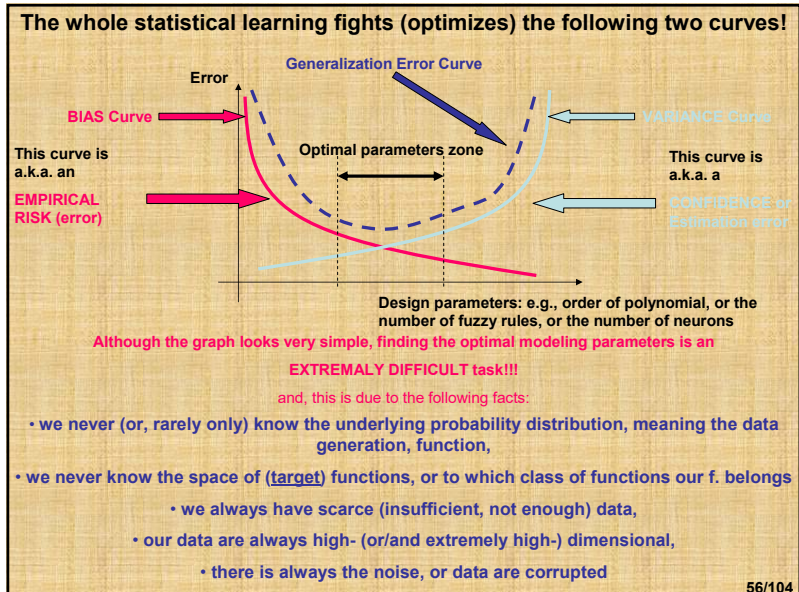 The whole statistical learning fights (optimizes) the following two curves!
Generalization Error Curve
Error
BIAS Curve
VARIANCE Curve
Optimal parameters zone
This curve is
a.k.a. an
This curve is
a.k.a. a
EMPIRICAL
RISK (error)
CONFIDENCE or
Estimation error
Design parameters: e.g., order of polynomial, or the
number of fuzzy rules, or the number of neurons
Although the graph looks very simple, finding the optimal modeling parameters is an
EXTREMALY DIFFICULT task!!!
and, this is due to the following facts:
• we never (or, rarely only) know the underlying probability distribution, meaning the data
generation, function,
• we never know the space of (target) functions, or to which class of functions our f. belongs
• we always have scarce (insufficient, not enough) data,
• our data are always high- (or/and extremely high-) dimensional,
• there is always the noise, or data are corrupted
56/104